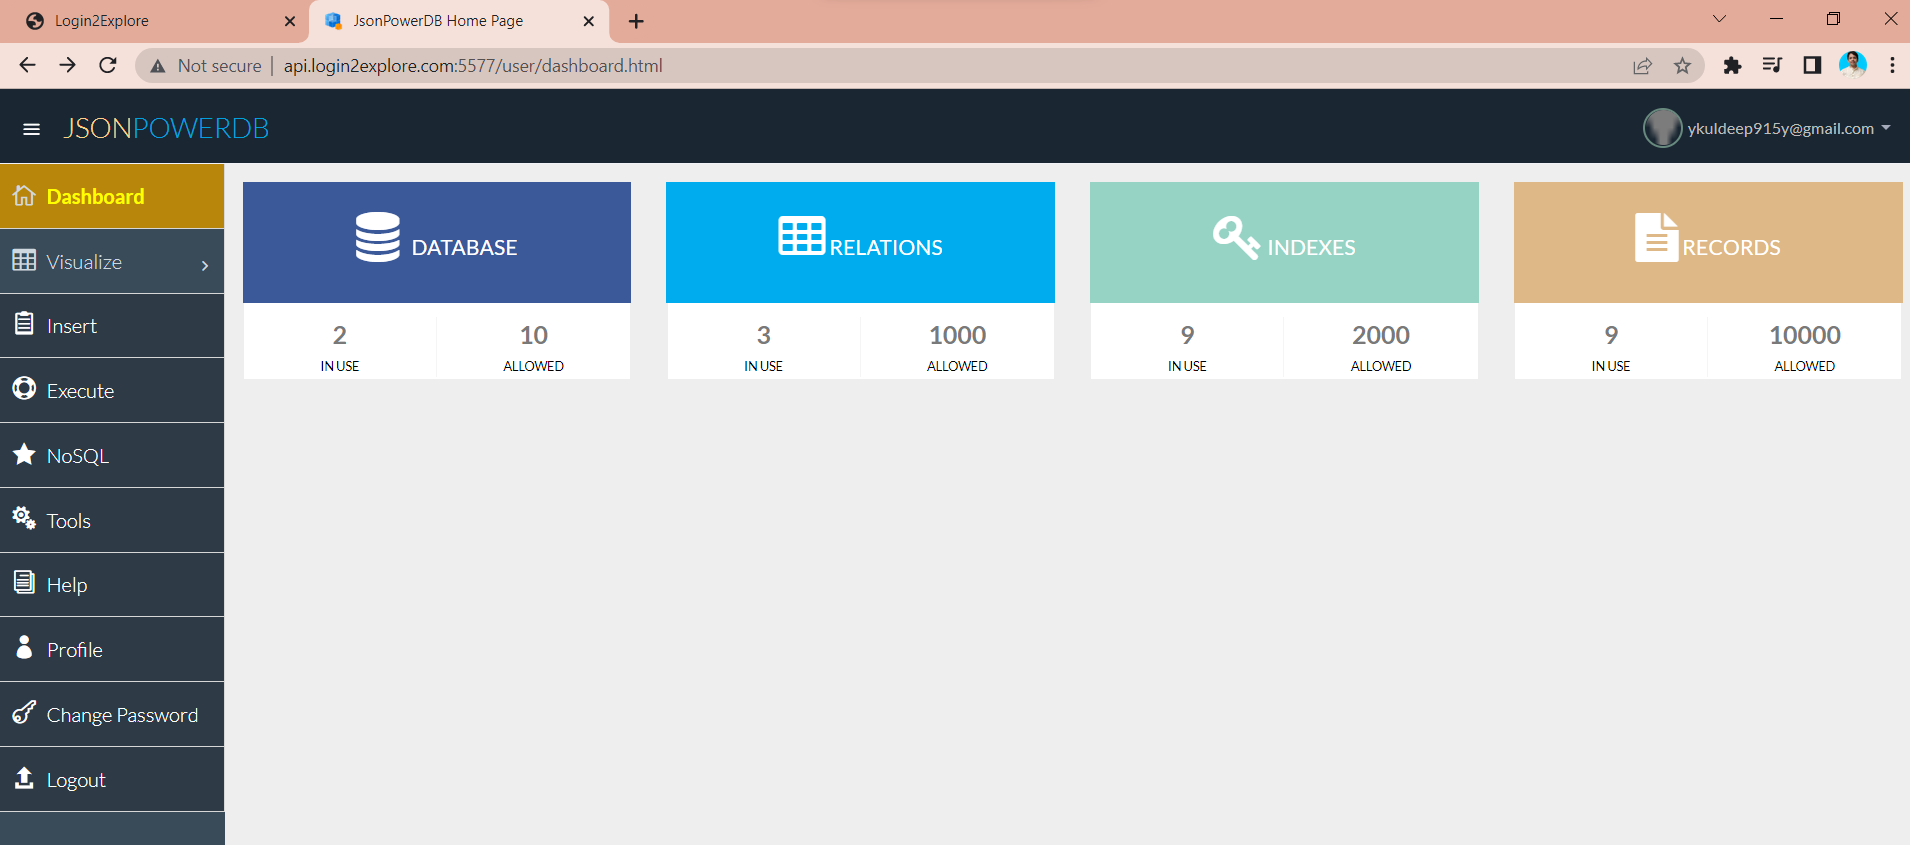 Login2Explore
JsonPowerDB Home Page
Not secure | api.login2explore.com:5577/user/dashboard.html
JSONPOWERDB
ykuldeep915y@gmail.com
Dashboard
Visualize
Insert
Execute
NoSQL
Tools
Help
Profile
Change Password
Logout
DATABASE
2 10
IN USE ALLOWED
RELATIONS
3 1000
IN USE ALLOWED
INDEXES
9 2000
IN USE ALLOWED
RECORDS
9 10000
IN USE ALLOWED